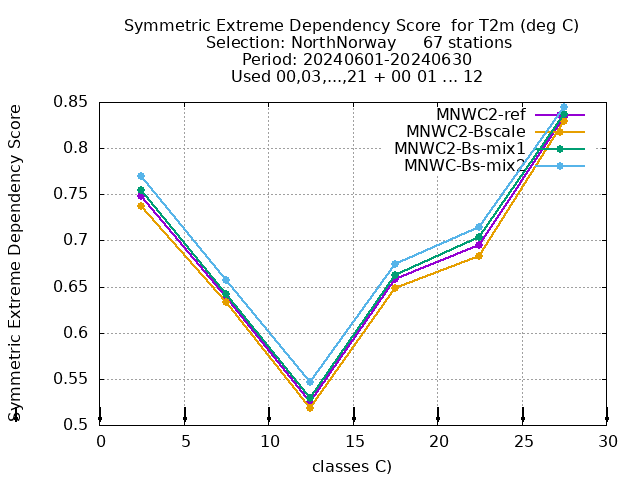 Symmetric Extreme Dependency Score  for T2m (deg C)
Selection: NorthNorway     67 stations
Period: 20240601-20240630
Used 00,03,...,21 + 00 01 ... 12
Symmetric Extreme Dependency Score
0.85
0.8
0.75
0.7
0.65
0.6
0.55
0.5
MNWC2-ref
MNWC2-Bscale
MNWC2-Bs-mix1
MNWC-Bs-mix2
0 5 10 15 20 25 30
classes C)